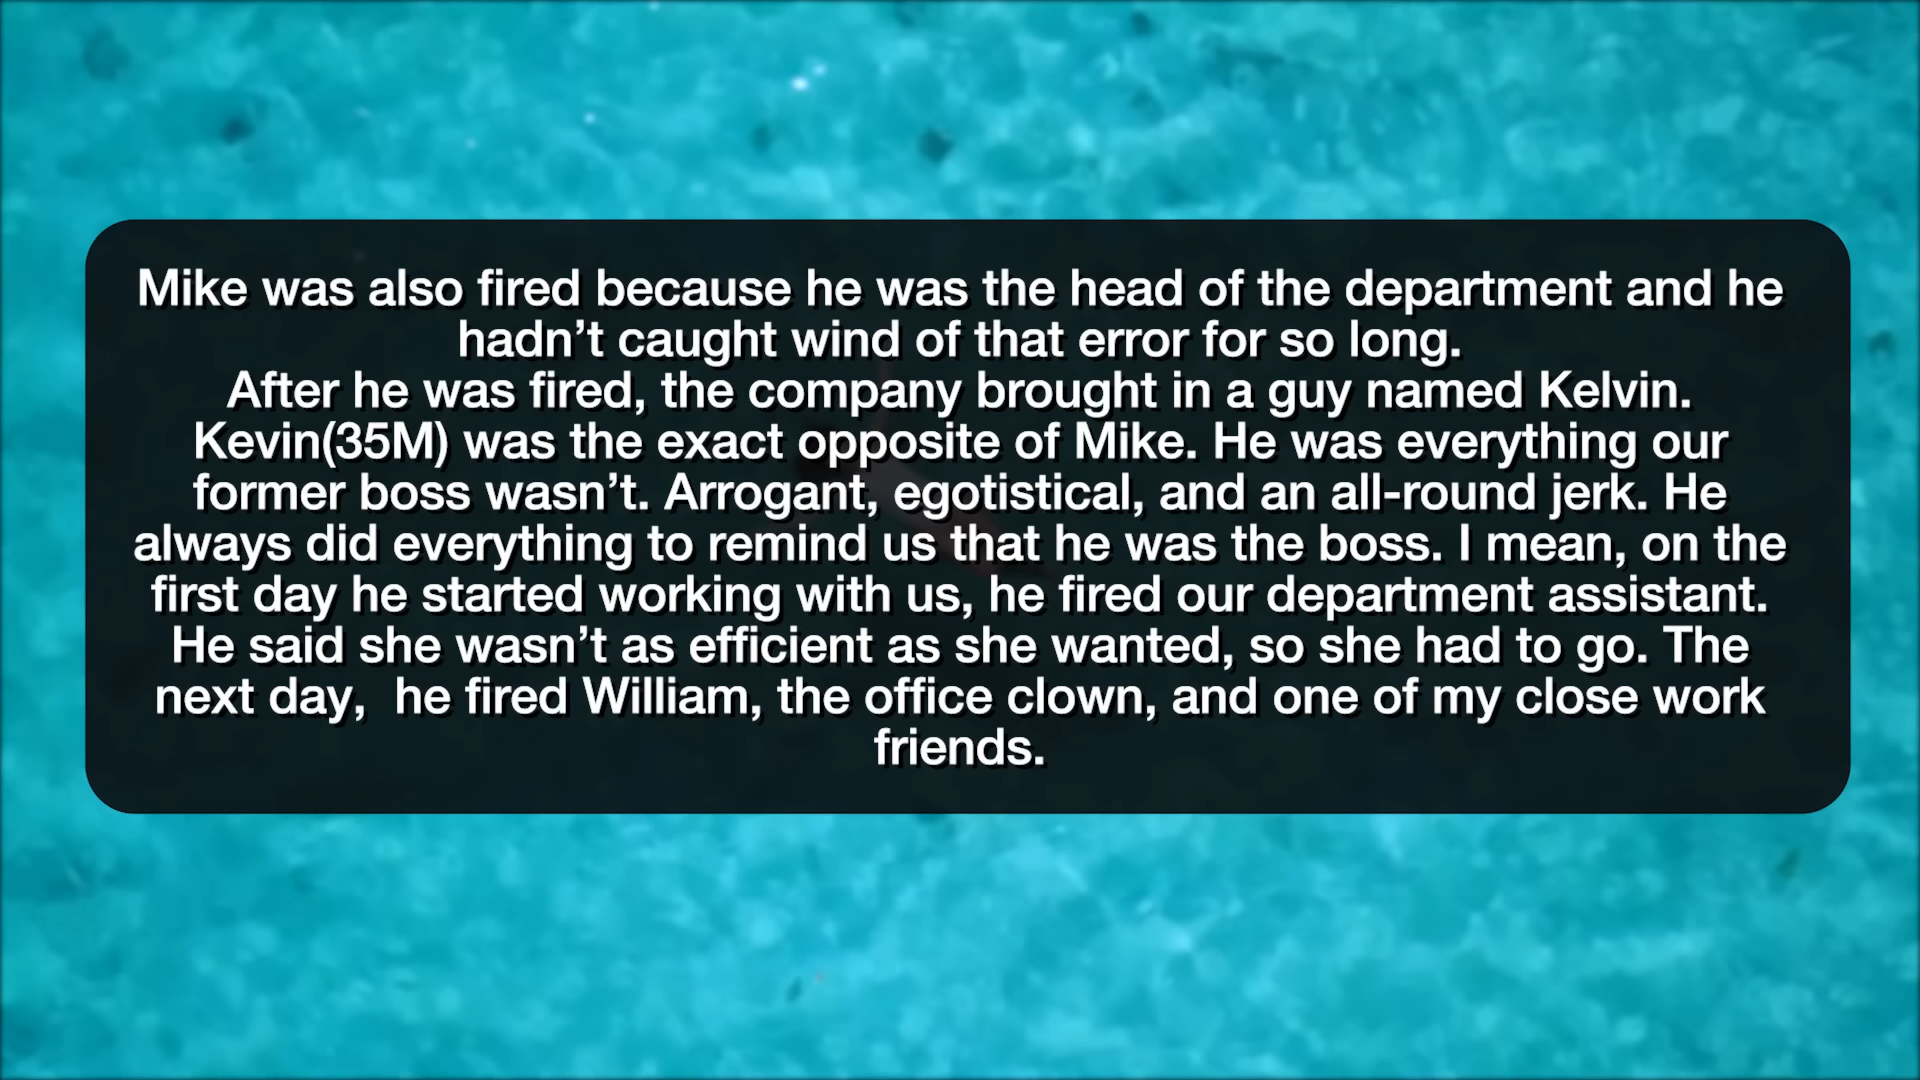 Mike was also fired because he was the head of the department and he
hadn’t caught wind of that error for so long.
After he was fired, the company brought in a guy named Kelvin.
Kevin(35M) was the exact opposite of Mike. He was everything our
former boss wasn’t. Arrogant, egotistical, and an all-round jerk. He
always did everything to remind us that he was the boss. I mean, on the
first day he started working with us, he fired our department assistant.
He said she wasn’t as efficient as she wanted, so she had to go. The
next day,  he fired William, the office clown, and one of my close work
friends.